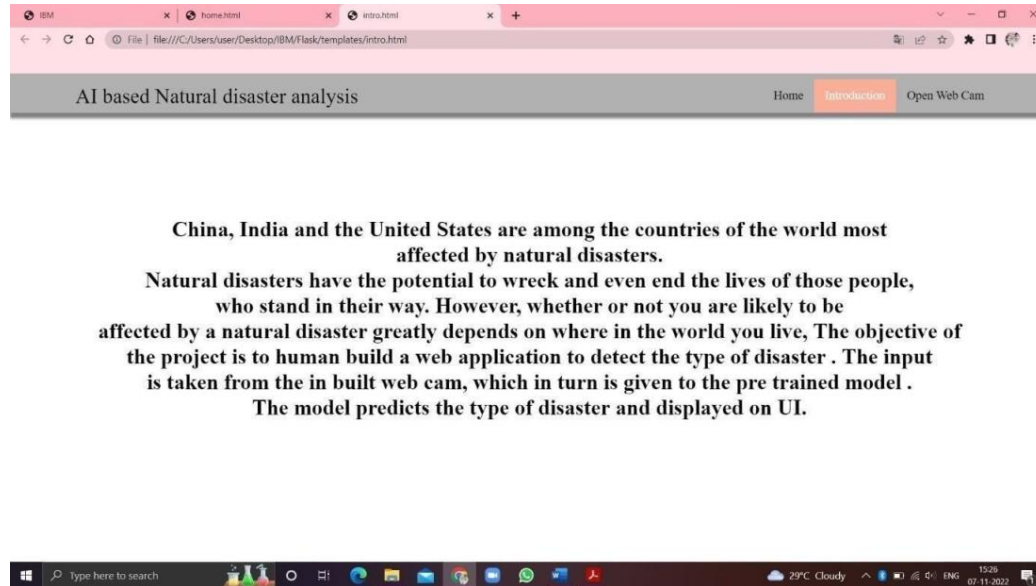 IBM
home.html
intro.html
File | file:///C:/Users/user/Desktop/IBM/Flask/templates/intro.html
AI based Natural disaster analysis
Home Introduction Open Web Cam
China, India and the United States are among the countries of the world most
affected by natural disasters.
Natural disasters have the potential to wreck and even end the lives of those people,
who stand in their way. However, whether or not you are likely to be
affected by a natural disaster greatly depends on where in the world you live, The objective of
the project is to human build a web application to detect the type of disaster . The input
is taken from the in built web cam, which in turn is given to the pre trained model .
The model predicts the type of disaster and displayed on UI.
Type here to search
29°C Cloudy
ENG
15:26
07-11-2022